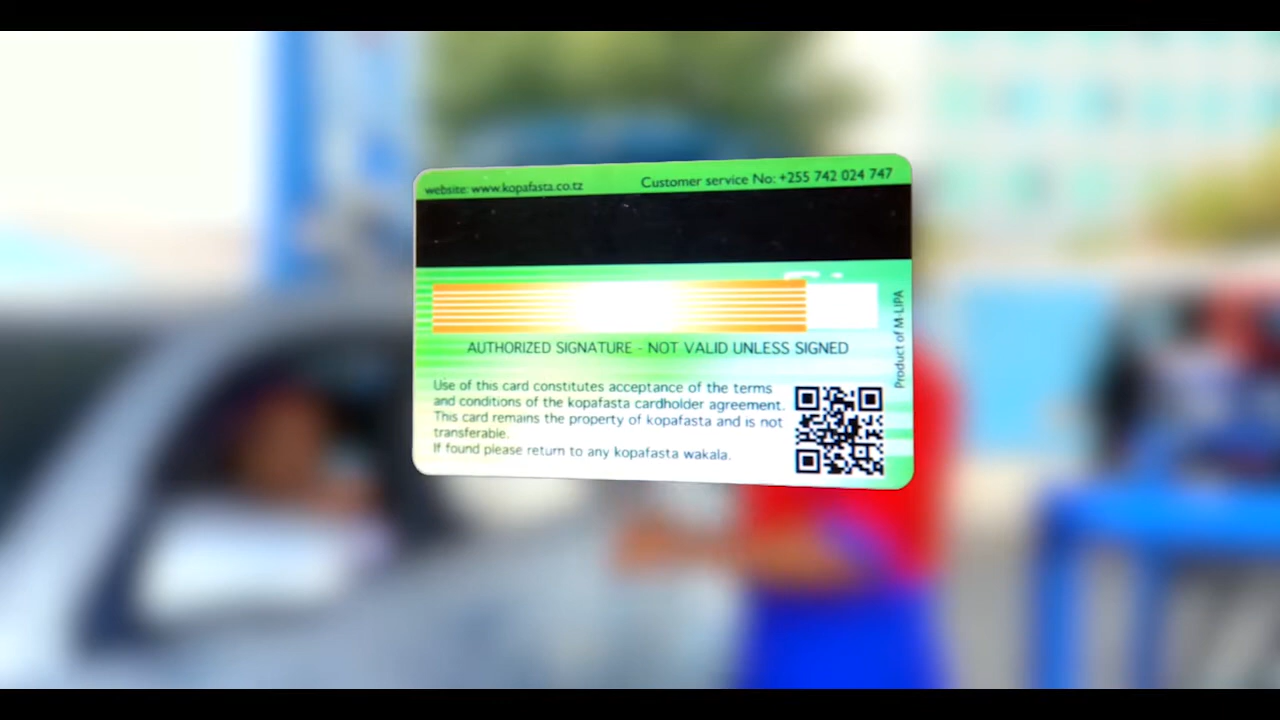 website: www.kopafasta.co.tz
Customer service No: +255 742 024 747
AUTHORIZED SIGNATURE - NOT VALID UNLESS SIGNED
Product of M-LIPA
Use of this card constitutes acceptance of the terms
and conditions of the kopafasta cardholder agreement.
This card remains the property of kopafasta and is not
transferable.
If found please return to any kopafasta wakala.